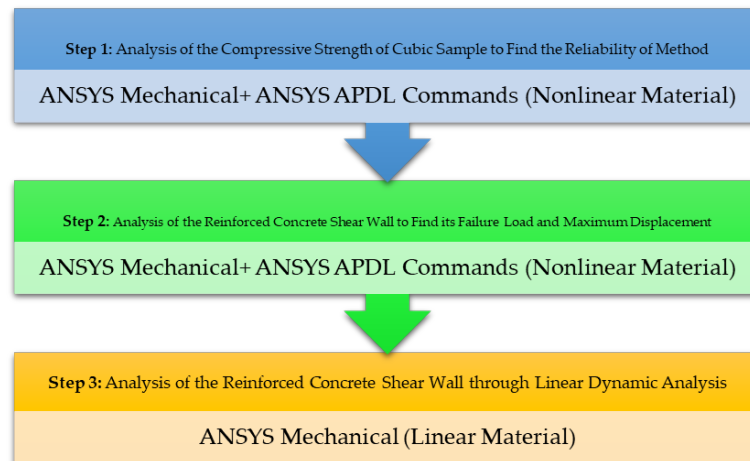 Step 1: Analysis of the Compressive Strength of Cubic Sample to Find the Reliability of Method
ANSYS Mechanical+ ANSYS APDL Commands (Nonlinear Material)
Step 2: Analysis of the Reinforced Concrete Shear Wall to Find its Failure Load and Maximum Displacement
ANSYS Mechanical+ ANSYS APDL Commands (Nonlinear Material)
Step 3: Analysis of the Reinforced Concrete Shear Wall through Linear Dynamic Analysis
ANSYS Mechanical (Linear Material)